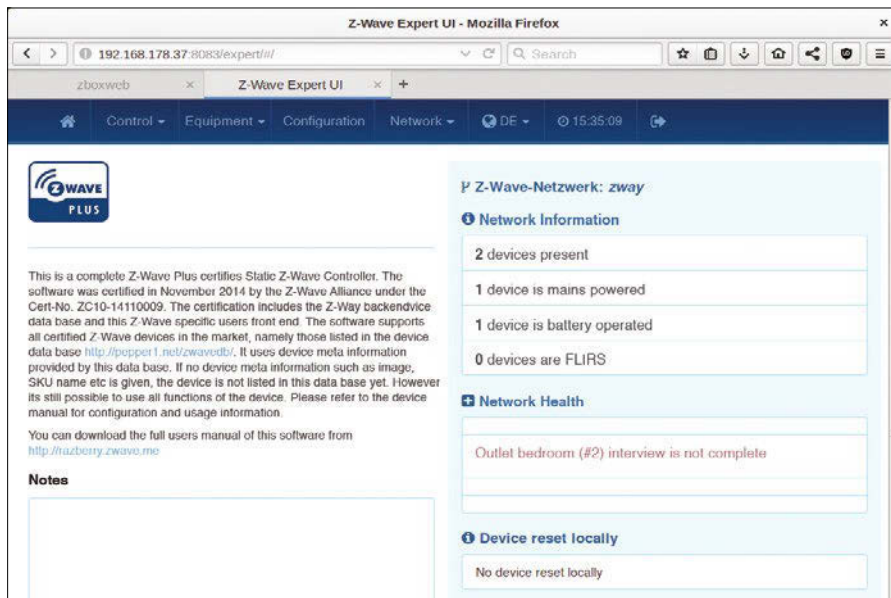 Z-Wave Expert UI - Mozilla Firefox
192.168.178.37:8083/expert/#/
Search
zboxweb
Z-Wave Expert UI
Control
Equipment
Configuration
Network
DE
15:35:09
Z WAVE
PLUS
This is a complete Z-Wave Plus certifies Static Z-Wave Controller. The
software was certified in November 2014 by the Z-Wave Alliance under the
Cert-No. ZC10-14110009. The certification includes the Z-Way backendvice
data base and this Z-Wave specific users front end. The software supports
all certified Z-Wave devices in the market, namely those listed in the device
data base http://pepper1.net/zwavedb/. It uses device meta information
provided by this data base. If no device meta information such as image,
SKU name etc is given, the device is not listed in this data base yet. However
its still possible to use all functions of the device. Please refer to the device
manual for configuration and usage information.
You can download the full users manual of this software from
http://razberry.zwave.me
Notes
Z-Wave-Netzwerk: zway
Network Information
2 devices present
1 device is mains powered
1 device is battery operated
0 devices are FLIRS
Network Health
Outlet bedroom (#2) interview is not complete
Device reset locally
No device reset locally